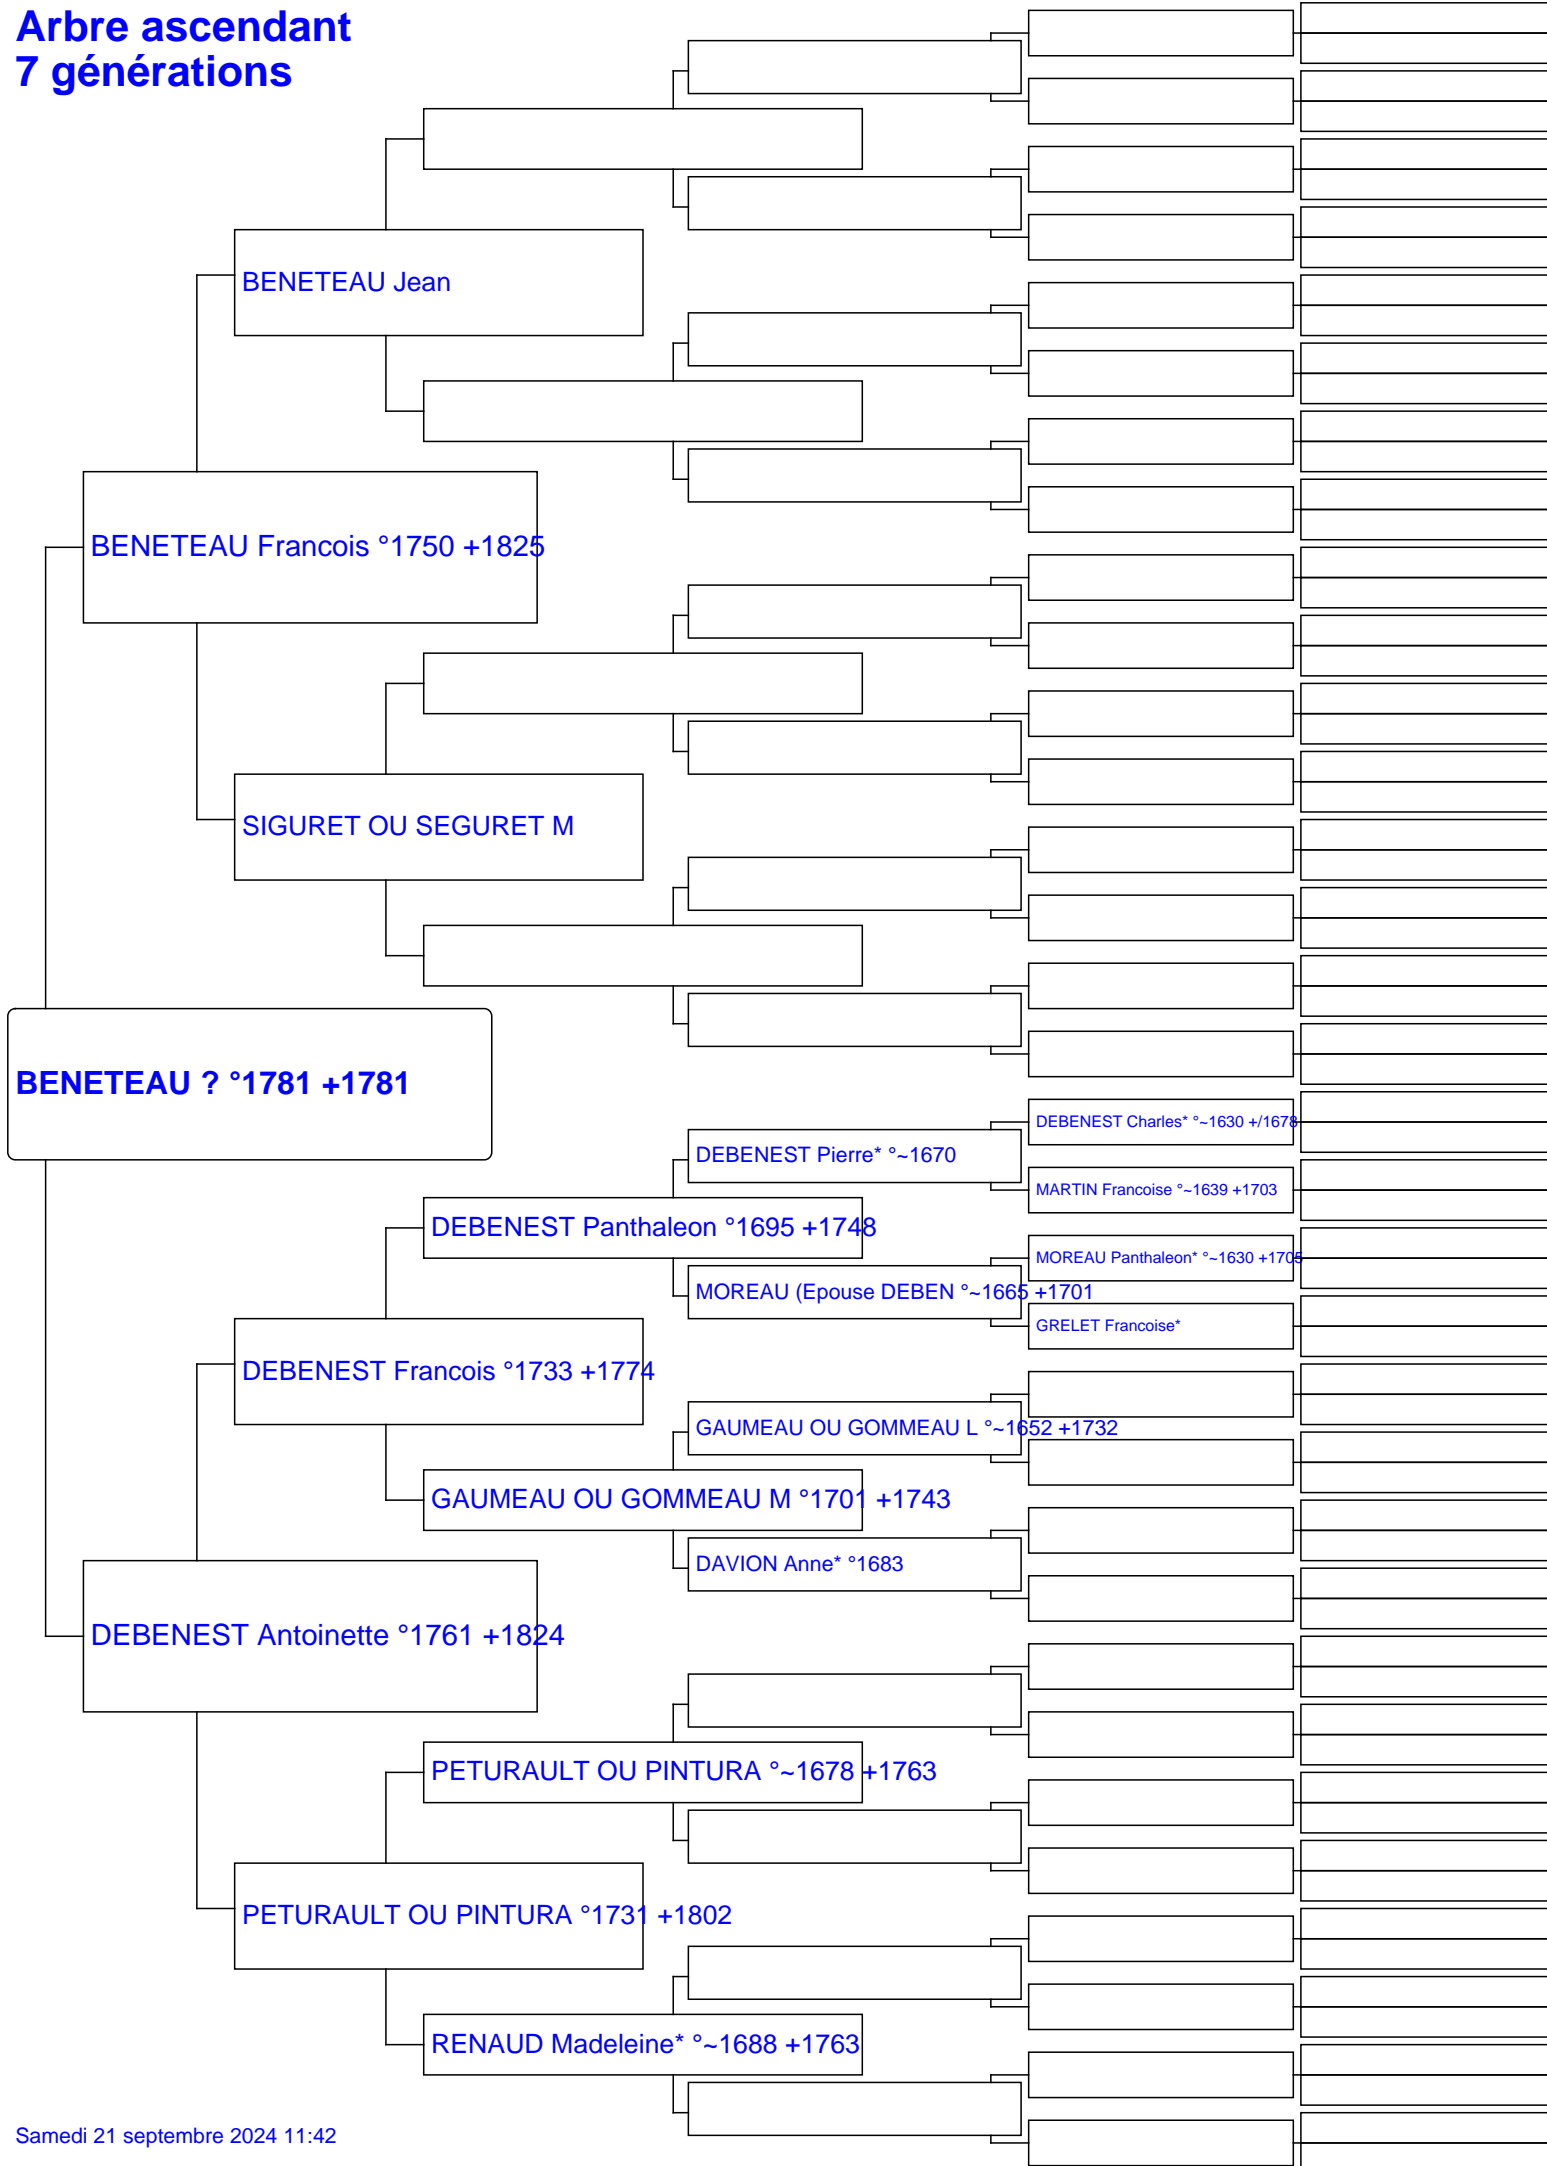 Arbre ascendant
7 générations
BENETEAU Jean
BENETEAU Francois °1750 +1825
SIGURET OU SEGURET M
BENETEAU ? °1781 +1781
DEBENEST Charles* °~1630 +/1678
DEBENEST Pierre* °~1670
MARTIN Francoise °~1639 +1703
DEBENEST Panthaleon °1695 +1748
MOREAU Panthaleon* °~1630 +1705
MOREAU (Epouse DEBEN °~1665 +1701
GRELET Francoise*
DEBENEST Francois °1733 +1774
GAUMEAU OU GOMMEAU L °~1652 +1732
GAUMEAU OU GOMMEAU M °1701 +1743
DAVION Anne* °1683
DEBENEST Antoinette °1761 +1824
PETURAULT OU PINTURA °~1678 +1763
PETURAULT OU PINTURA °1731 +1802
RENAUD Madeleine* °~1688 +1763
Samedi 21 septembre 2024 11:42